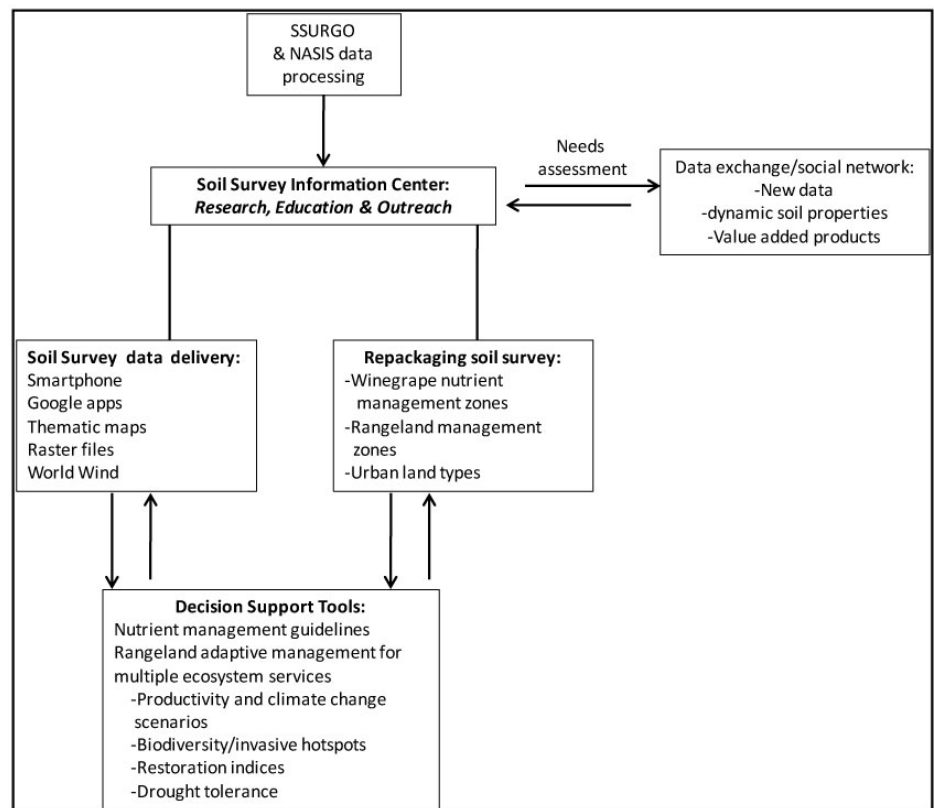 SSURGO
& NASIS data
processing
Needs
assessment
Soil Survey Information Center:
Research, Education & Outreach
Data exchange/social network:
-New data
-dynamic soil properties
-Value added products
Soil Survey data delivery:
Smartphone
Google apps
Thematic maps
Raster files
World Wind
Repackaging soil survey:
-Winegrape nutrient
management zones
-Rangeland management
zones
-Urban land types
Decision Support Tools:
Nutrient management guidelines
Rangeland adaptive management for
multiple ecosystem services
-Productivity and climate change
scenarios
-Biodiversity/invasive hotspots
-Restoration indices
-Drought tolerance